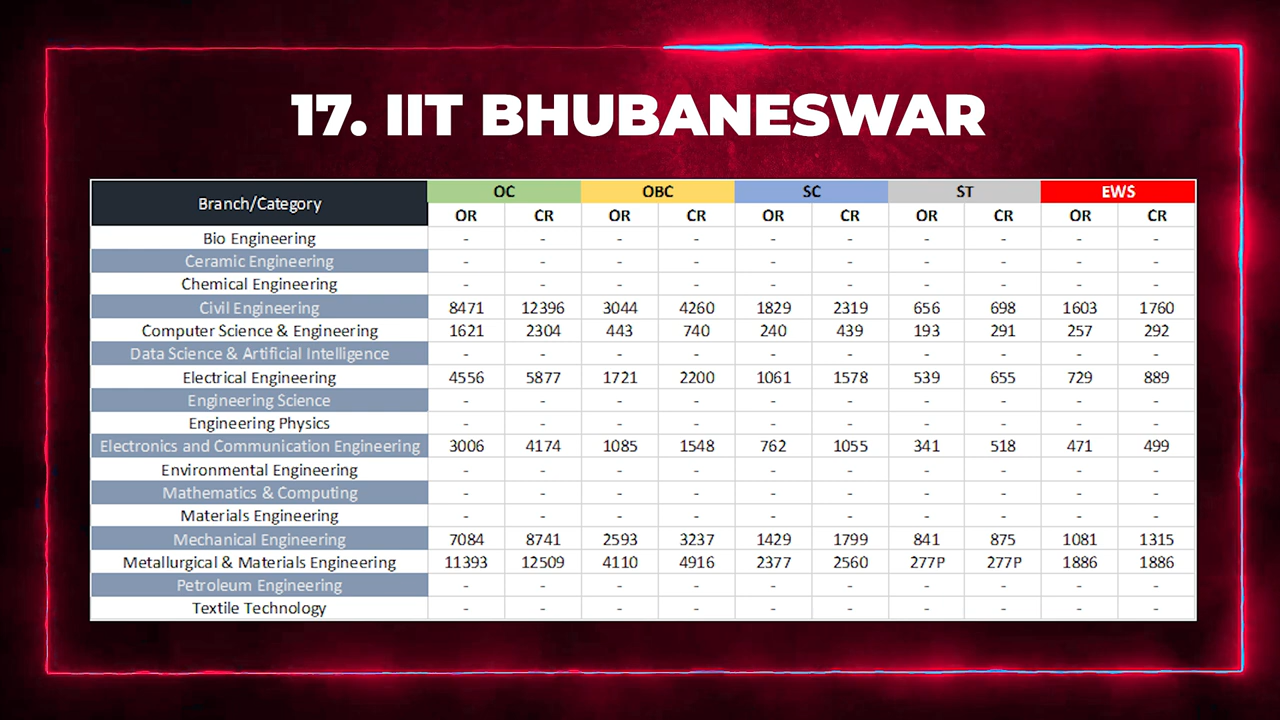 17. IIT BHUBANESWAR
Branch/Category OC OBC SC ST EWS
OR CR OR CR OR CR OR CR OR CR
Bio Engineering - - - - - - - - - -
Ceramic Engineering - - - - - - - - - -
Chemical Engineering - - - - - - - - - -
Civil Engineering 8471 12396 3044 4260 1829 2319 656 698 1603 1760
Computer Science & Engineering 1621 2304 443 740 240 439 193 291 257 292
Data Science & Artificial Intelligence - - - - - - - - - -
Electrical Engineering 4556 5877 1721 2200 1061 1578 539 655 729 889
Engineering Science - - - - - - - - - -
Engineering Physics - - - - - - - - - -
Electronics and Communication Engineering 3006 4174 1085 1548 762 1055 341 518 471 499
Environmental Engineering - - - - - - - - - -
Mathematics & Computing - - - - - - - - - -
Materials Engineering - - - - - - - - - -
Mechanical Engineering 7084 8741 2593 3237 1429 1799 841 875 1081 1315
Metallurgical & Materials Engineering 11393 12509 4110 4916 2377 2560 277P 277P 1886 1886
Petroleum Engineering - - - - - - - - - -
Textile Technology - - - - - - - - - -